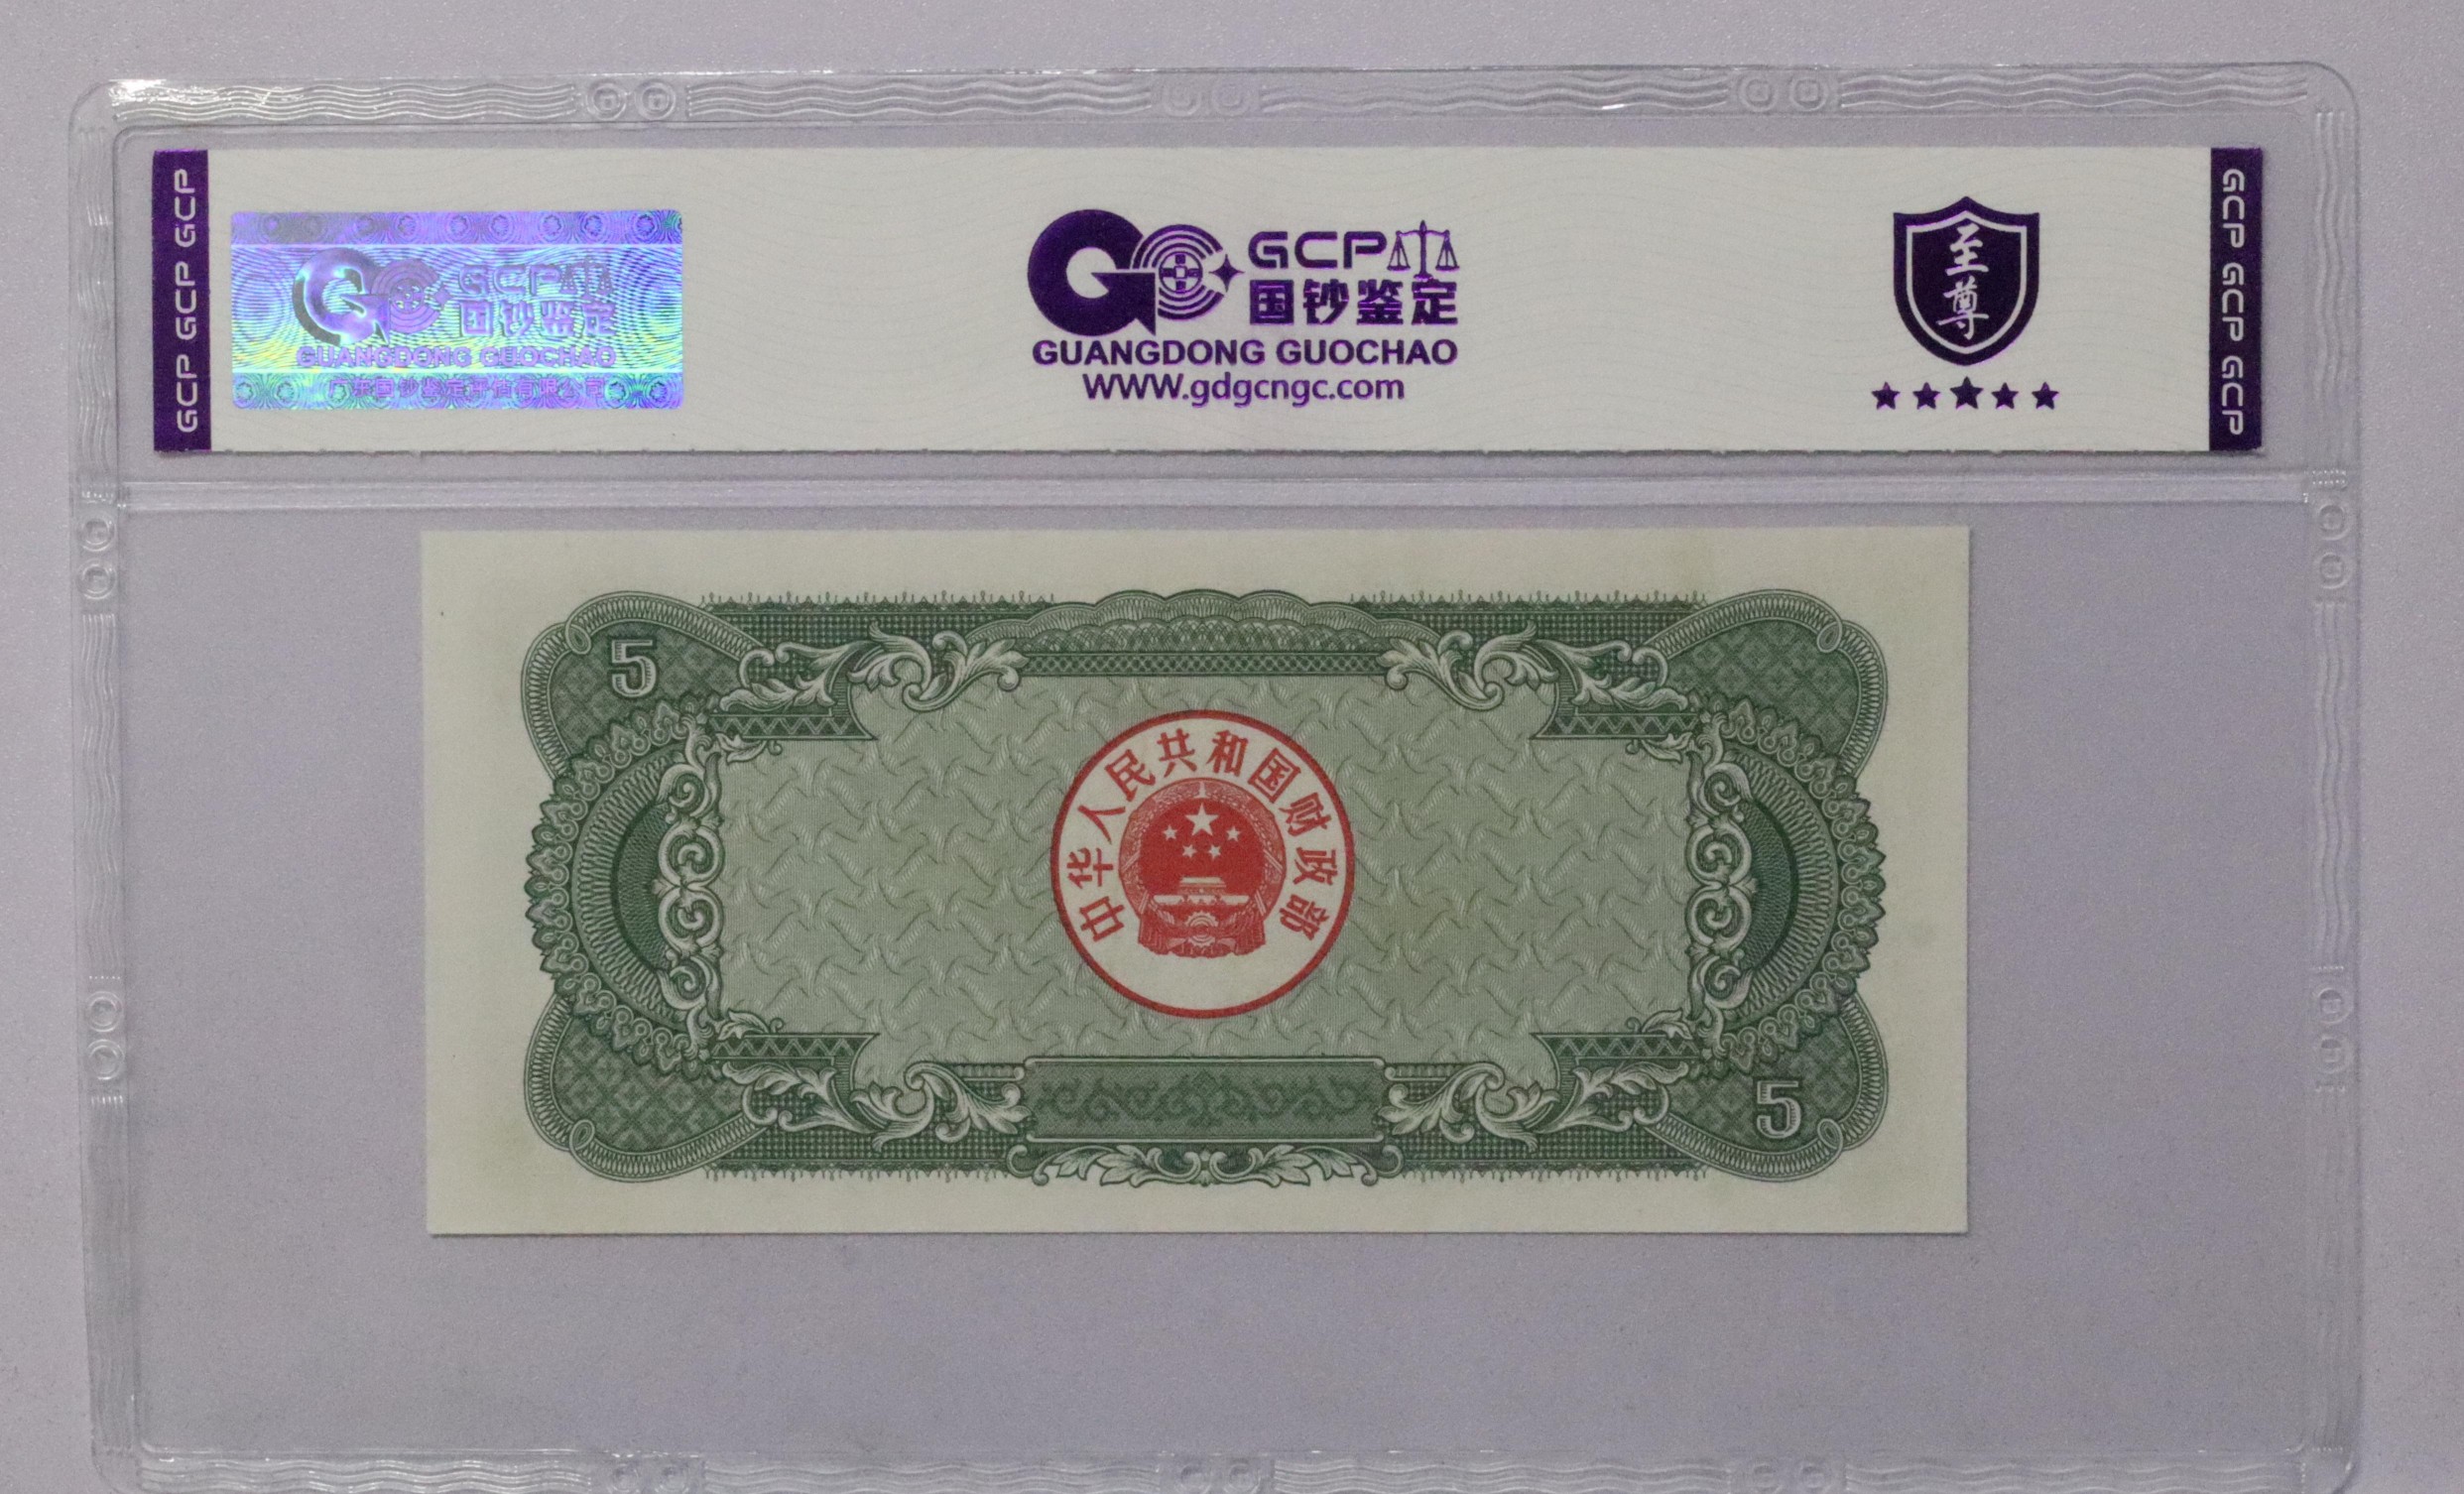 GCP GCP GCP
GCP
国钞鉴定
GUANGDONG GUOCHAO
广东国钞鉴定评估有限公司
GCP
国钞鉴定
GUANGDONG GUOCHAO
WWW.gdgcngc.com
至尊
GCP GCP GCP
5
中华人民共和国财政部
5